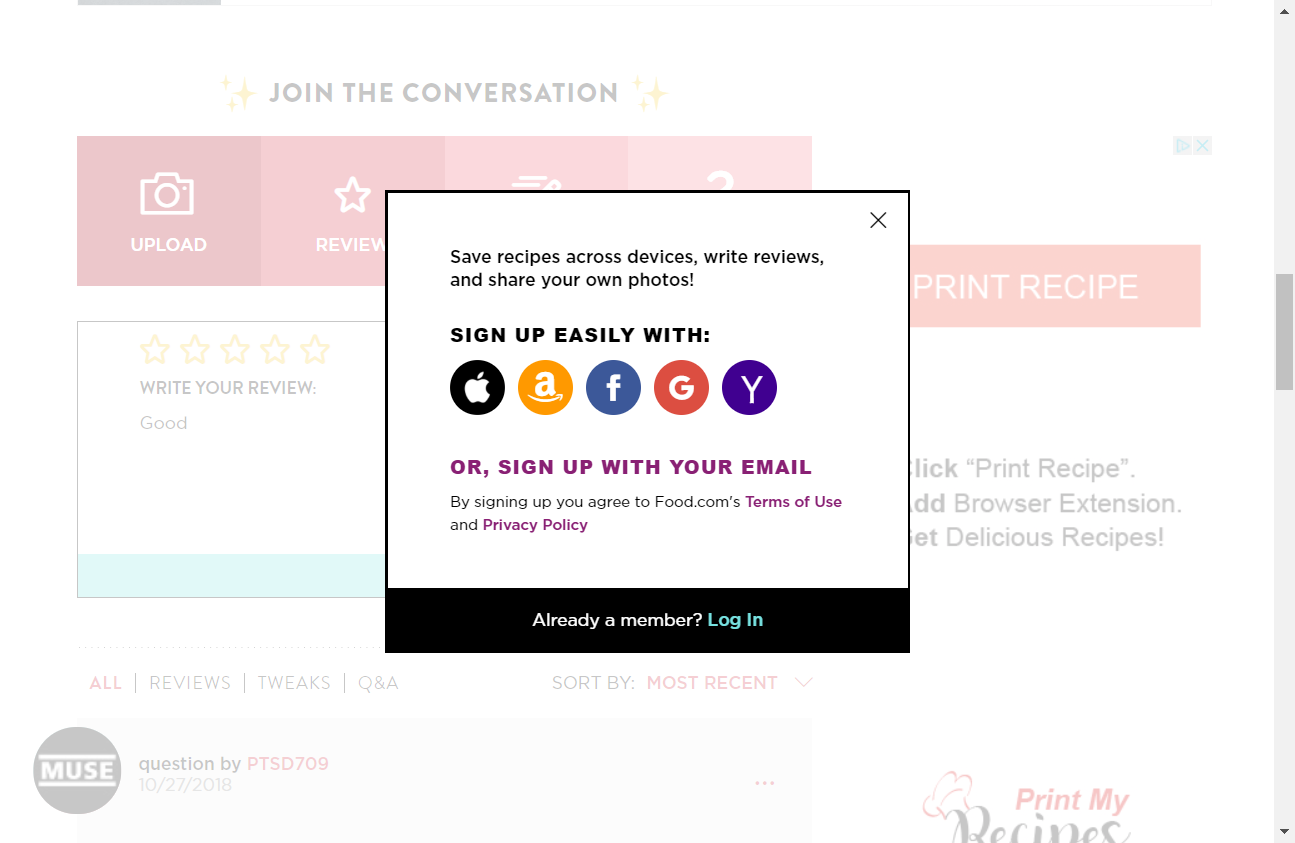 JOIN THE CONVERSATION
UPLOAD
REVIEW
Save recipes across devices, write reviews,
and share your own photos!
SIGN UP EASILY WITH:
OR, SIGN UP WITH YOUR EMAIL
By signing up you agree to Food.com's Terms of Use
and Privacy Policy
Already a member? Log In
WRITE YOUR REVIEW:
Good
PRINT RECIPE
Click “Print Recipe”.
Add Browser Extension.
Get Delicious Recipes!
ALL REVIEWS TWEAKS Q&A
SORT BY: MOST RECENT
MUSE
question by PTSD709
10/27/2018
...
Print My
Recipes